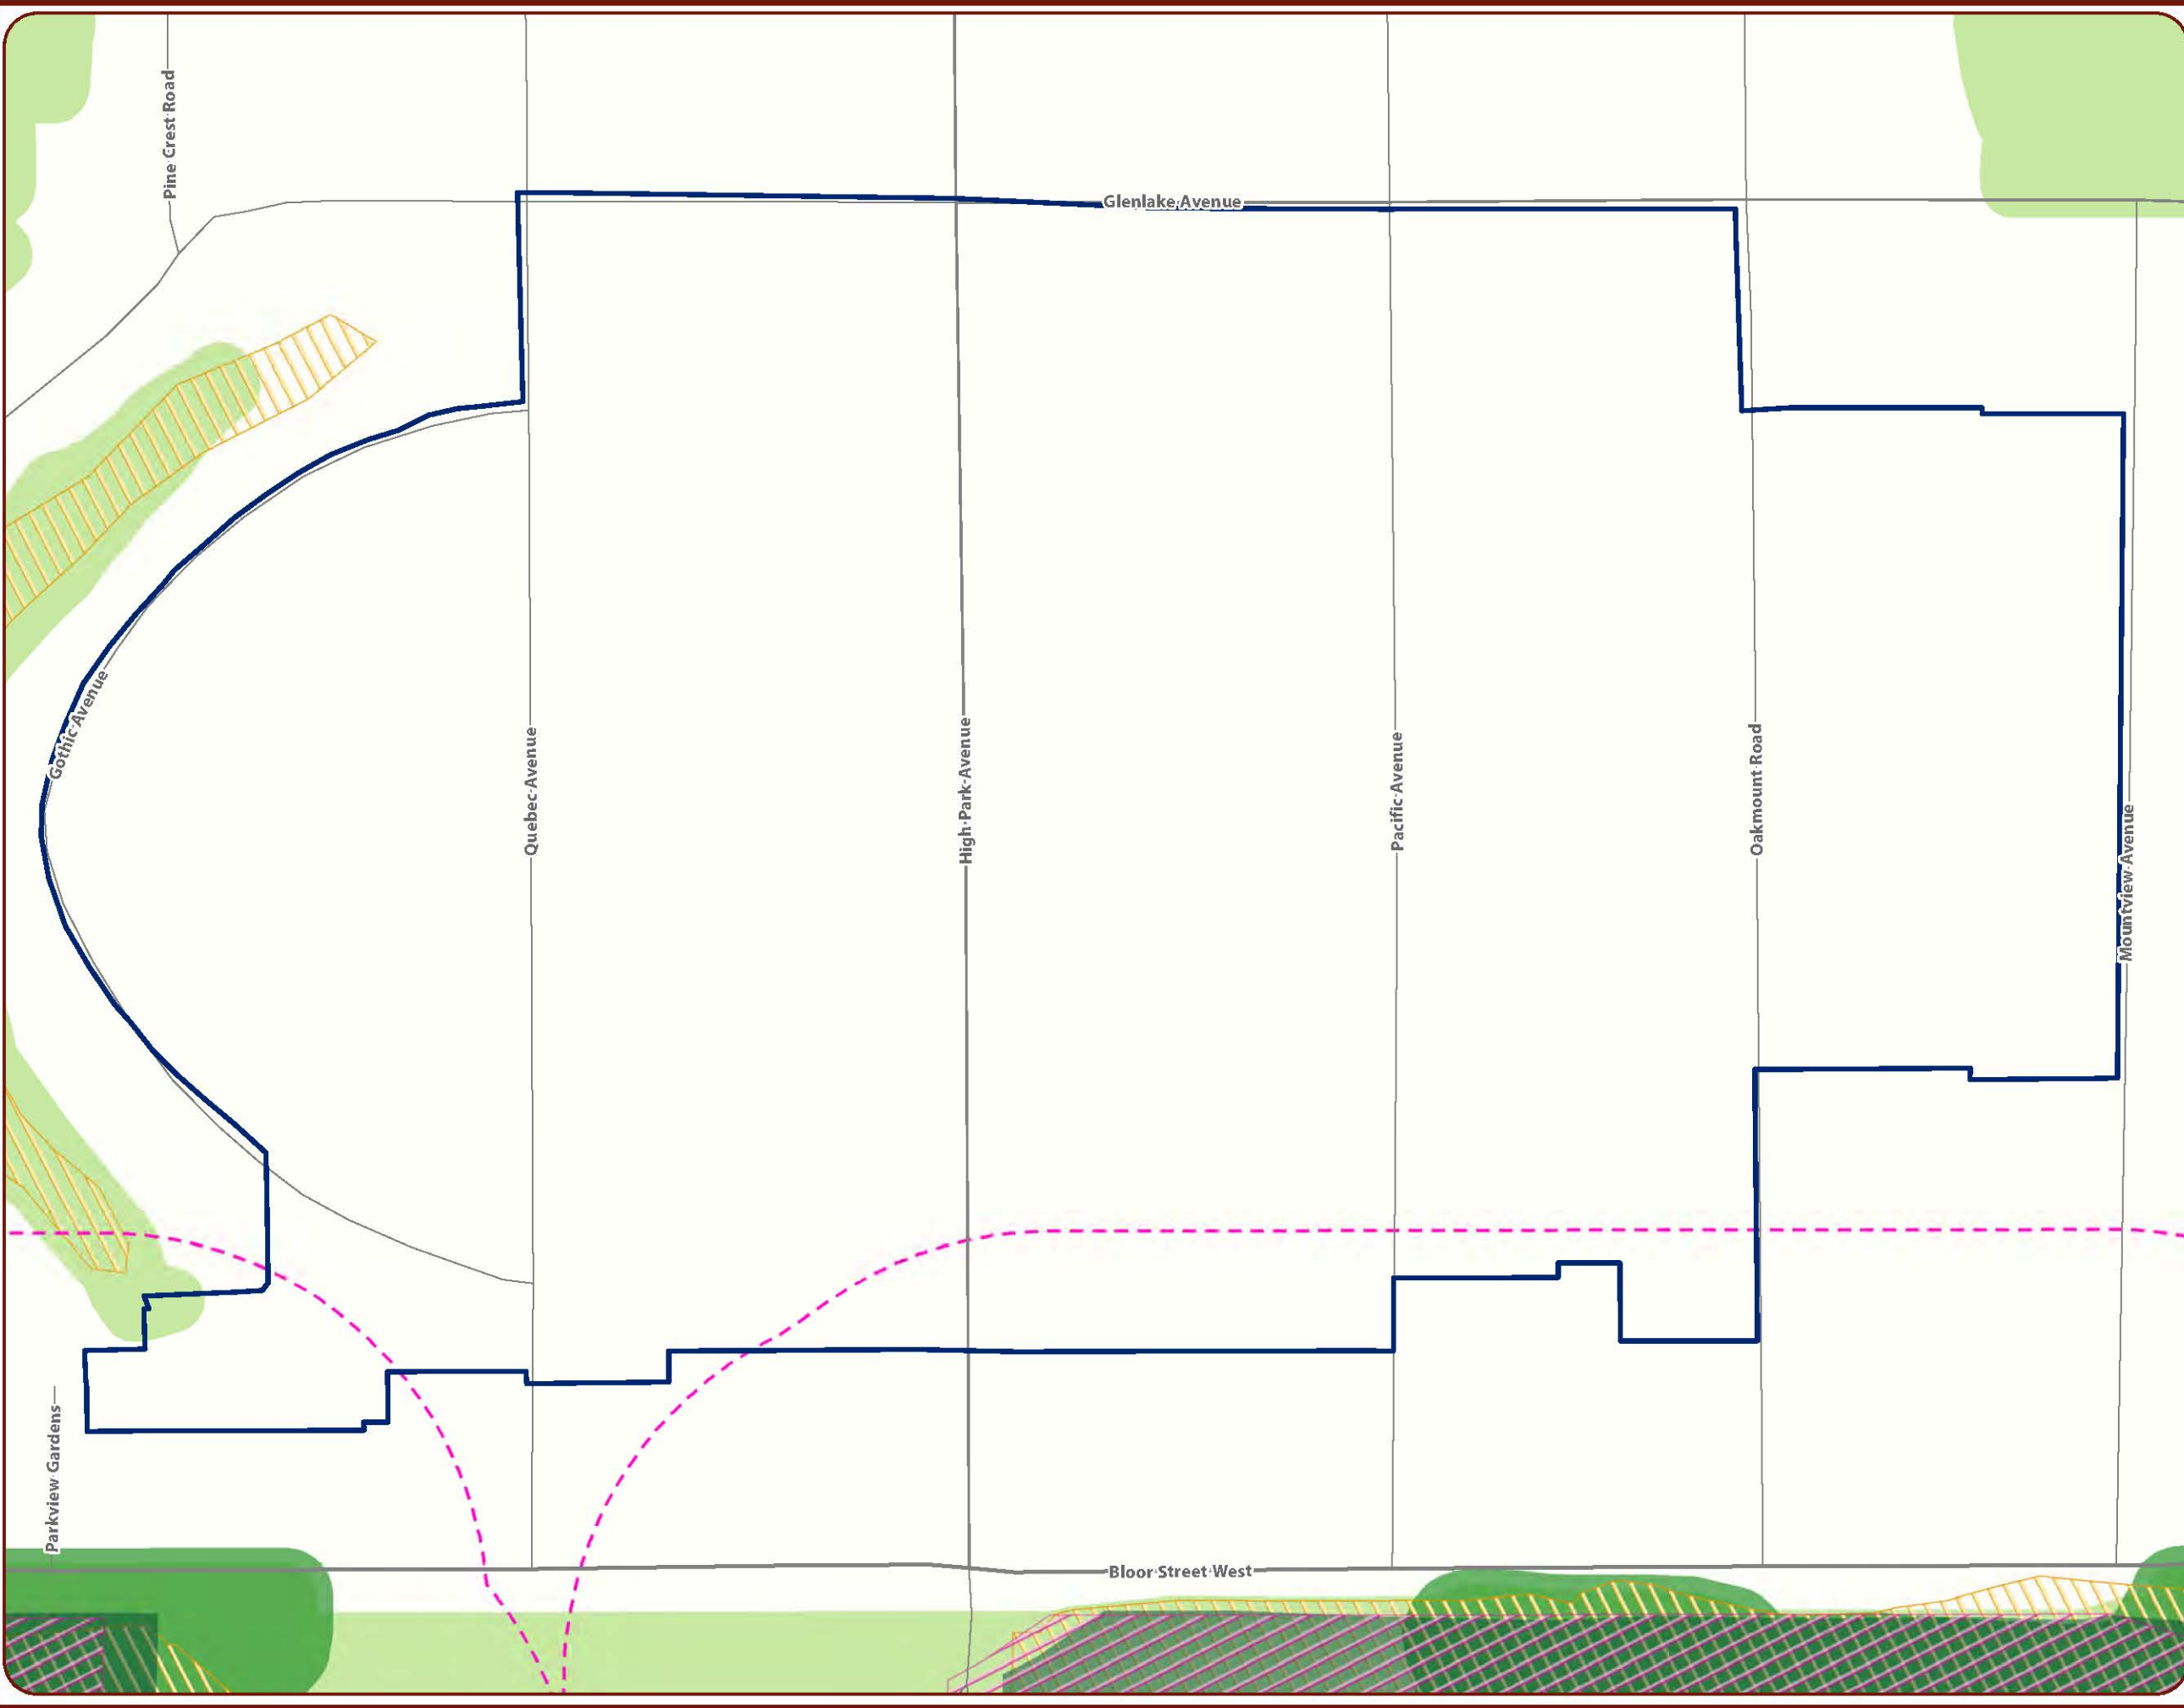 Pine Crest Road
Glenlake Avenue
Gothic Avenue
Quebec Avenue
High Park Avenue
Pacific Avenue
Oakmount Road
Mountview Avenue
Parkview Gardens
Bloor Street West